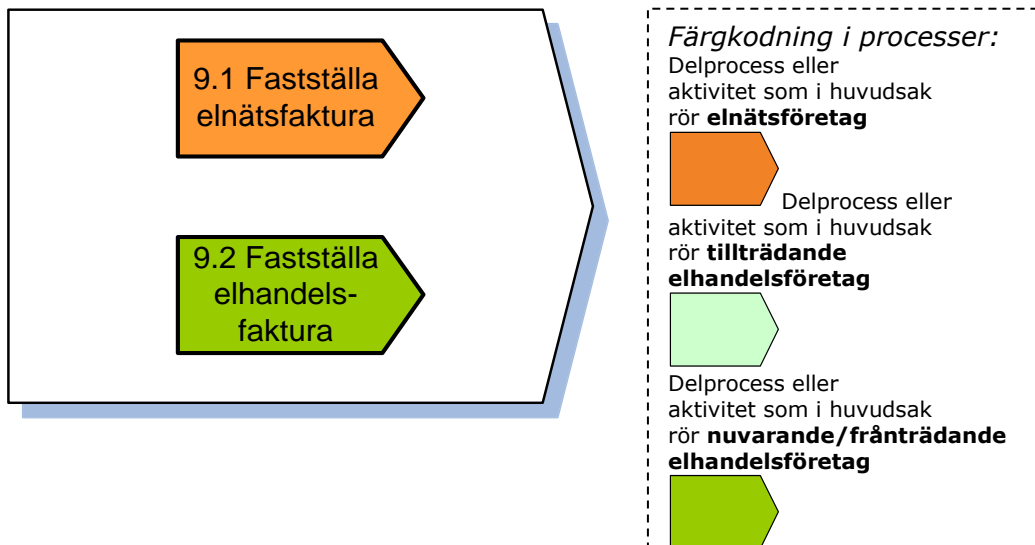 9.1 Fastställa
elnätsfaktura
9.2 Fastställa
elhandels-
faktura
Färgkodning i processer:
Delprocess eller
aktivitet som i huvudsak
rör elnätsföretag
Delprocess eller
aktivitet som i huvudsak
rör tillträdande
elhandelsföretag
Delprocess eller
aktivitet som i huvudsak
rör nuvarande/frånträdande
elhandelsföretag